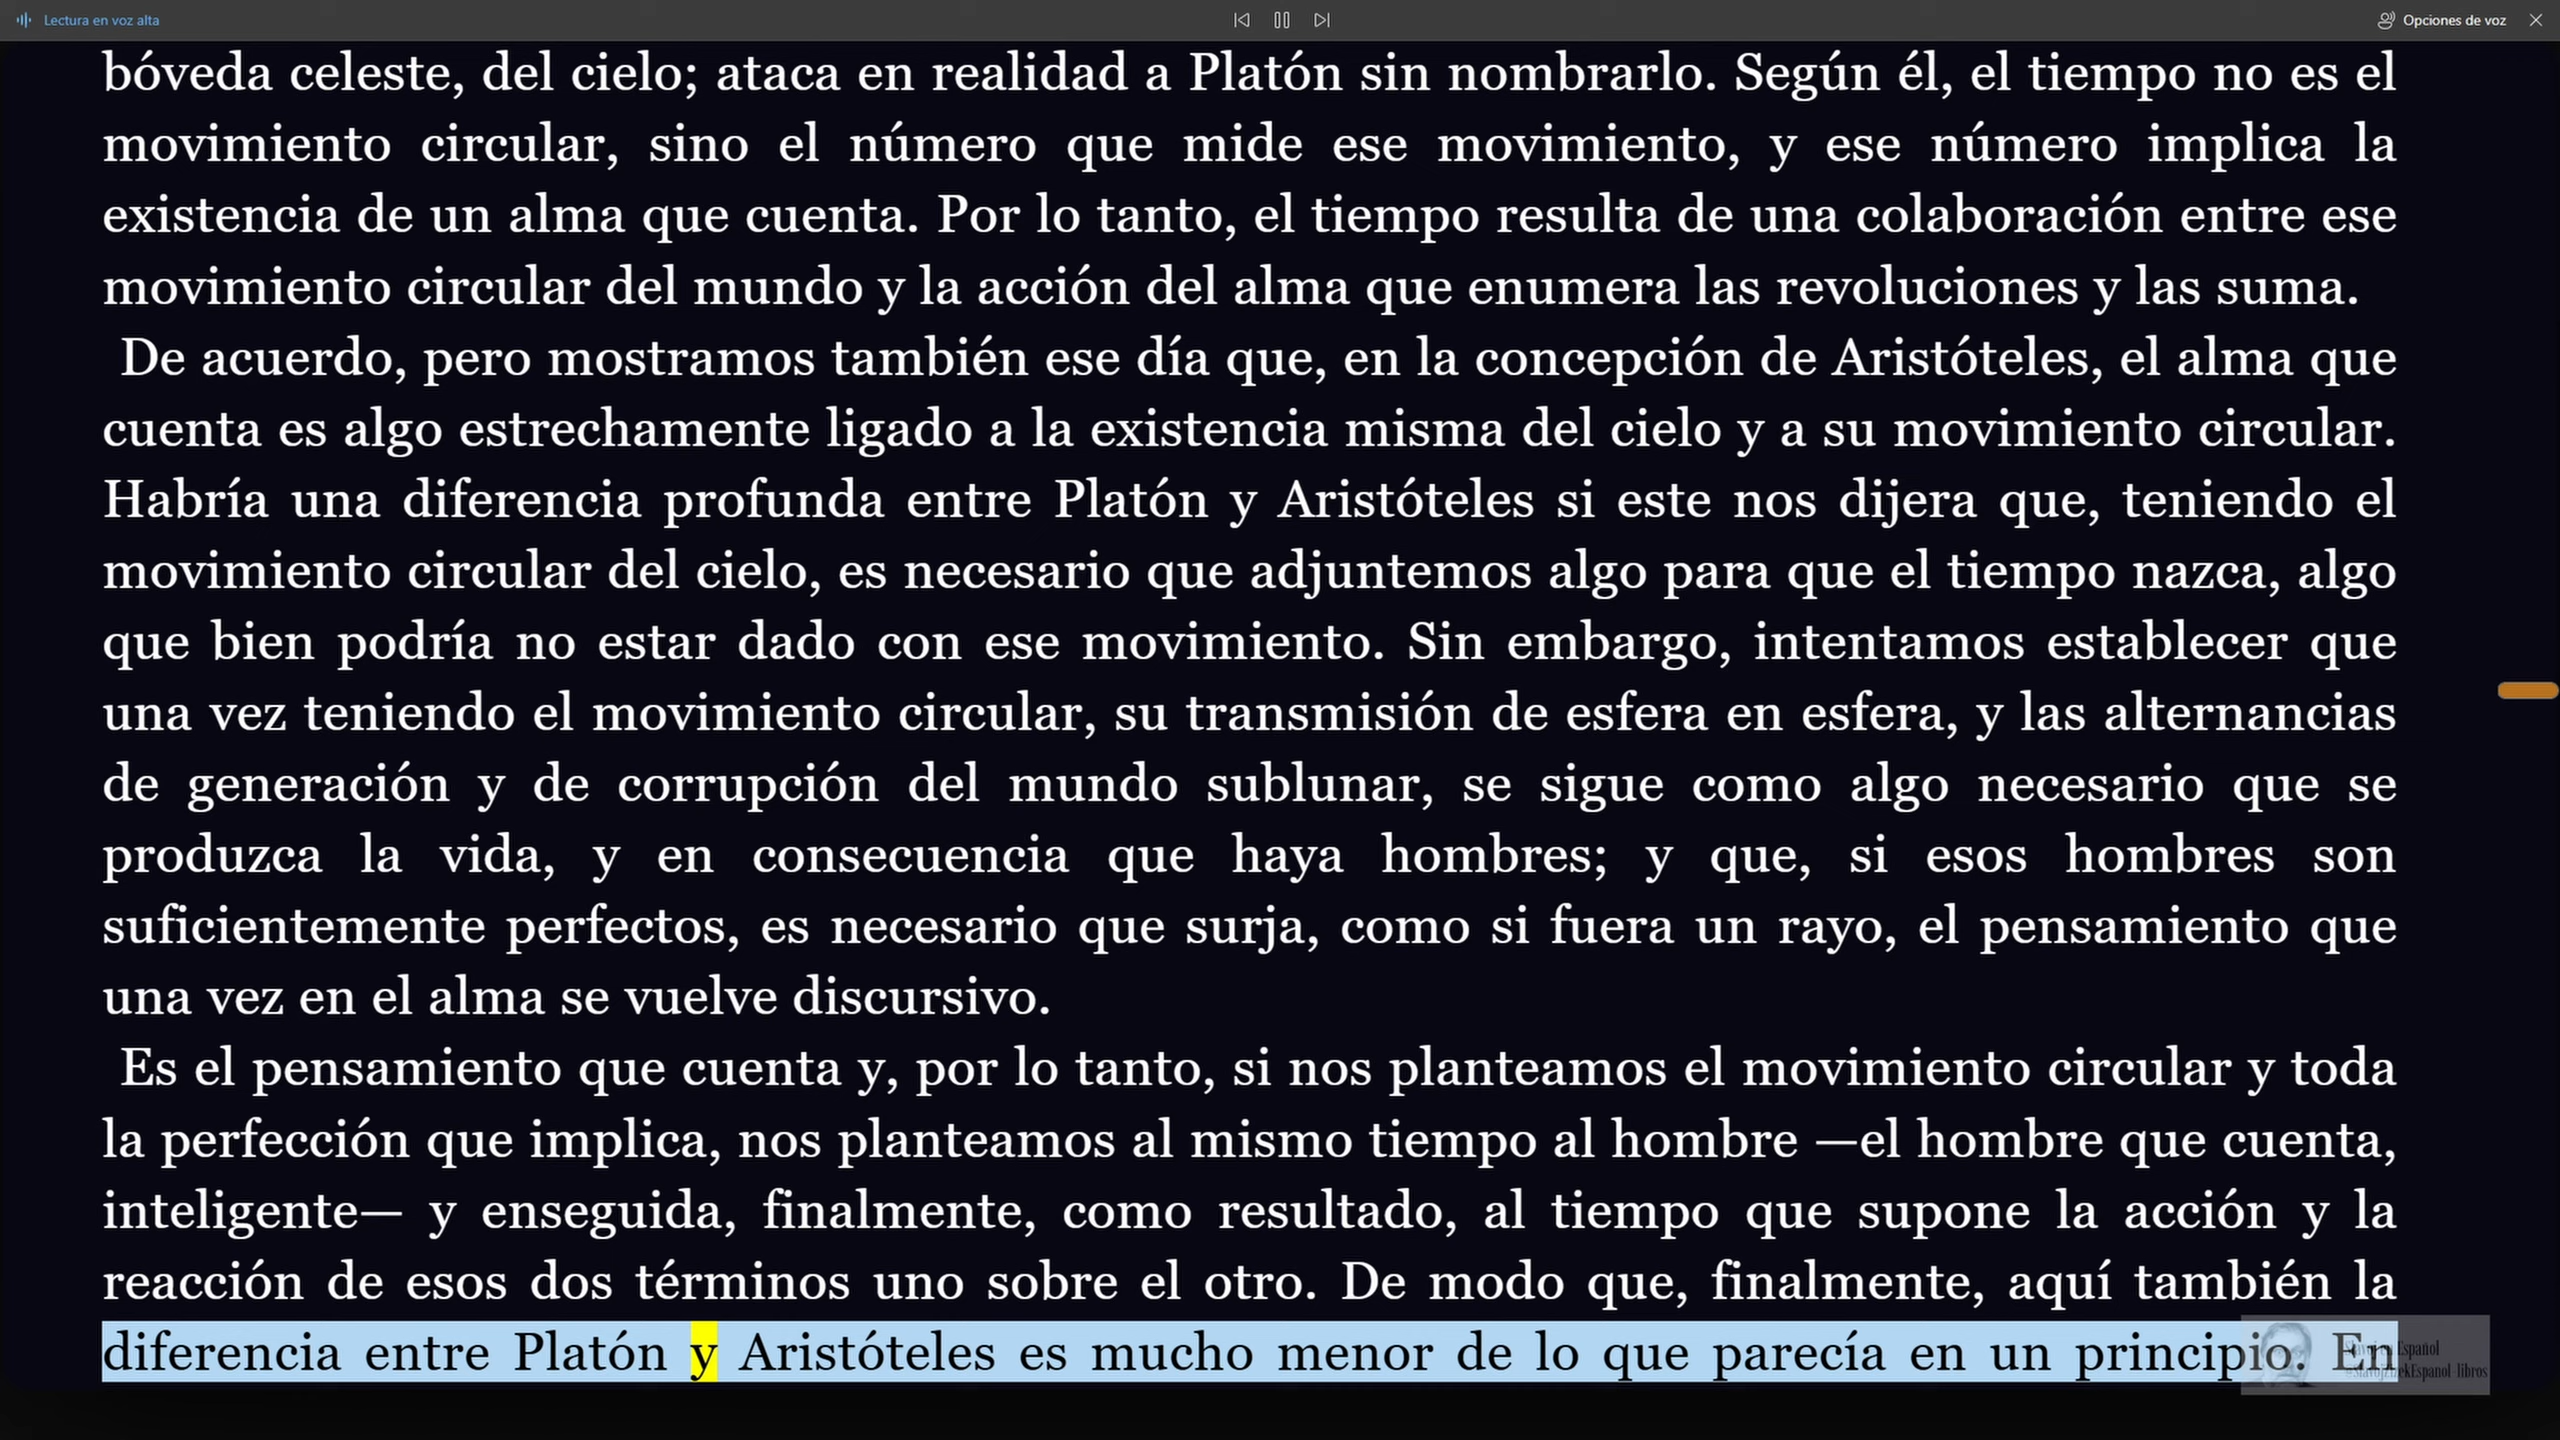 Lectura en voz alta
Opciones de voz
bóveda celeste, del cielo; ataca en realidad a Platón sin nombrarlo. Según él, el tiempo no es el
movimiento circular, sino el número que mide ese movimiento, y ese número implica la
existencia de un alma que cuenta. Por lo tanto, el tiempo resulta de una colaboración entre ese
movimiento circular del mundo y la acción del alma que enumera las revoluciones y las suma.
De acuerdo, pero mostramos también ese día que, en la concepción de Aristóteles, el alma que
cuenta es algo estrechamente ligado a la existencia misma del cielo y a su movimiento circular.
Habría una diferencia profunda entre Platón y Aristóteles si este nos dijera que, teniendo el
movimiento circular del cielo, es necesario que adjuntemos algo para que el tiempo nazca, algo
que bien podría no estar dado con ese movimiento. Sin embargo, intentamos establecer que
una vez teniendo el movimiento circular, su transmisión de esfera en esfera, y las alternancias
de generación y de corrupción del mundo sublunar, se sigue como algo necesario que se
produzca la vida, y en consecuencia que haya hombres; y que, si esos hombres son
suficientemente perfectos, es necesario que surja, como si fuera un rayo, el pensamiento que
una vez en el alma se vuelve discursivo.
Es el pensamiento que cuenta y, por lo tanto, si nos planteamos el movimiento circular y toda
la perfección que implica, nos planteamos al mismo tiempo al hombre —el hombre que cuenta,
inteligente— y enseguida, finalmente, como resultado, al tiempo que supone la acción y la
reacción de esos dos términos uno sobre el otro. De modo que, finalmente, aquí también la
diferencia entre Platón y Aristóteles es mucho menor de lo que parecía en un principio. En
Español
libros